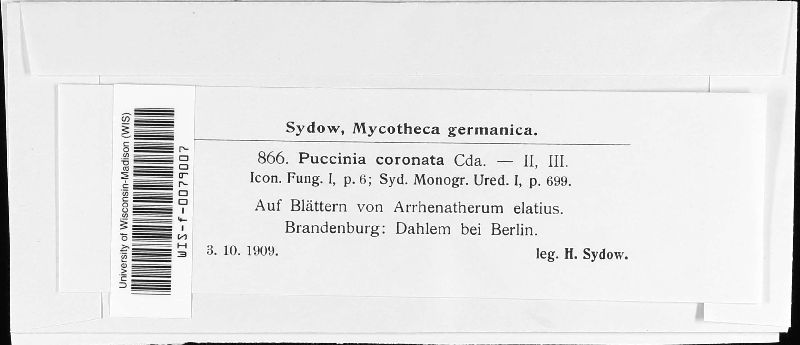 Sydow, Mycotheca germanica.
866. Puccinia coronata Cda. — II, III.
Icon. Fung. I, p. 6; Syd. Monogr. Ured. I, p. 699.
Auf Blättern von Arrhenatherum elatius.
Brandenburg: Dahlem bei Berlin.
3. 10. 1909. leg. H. Sydow.
University of Wisconsin-Madison (WIS)
WIS-f-0079007